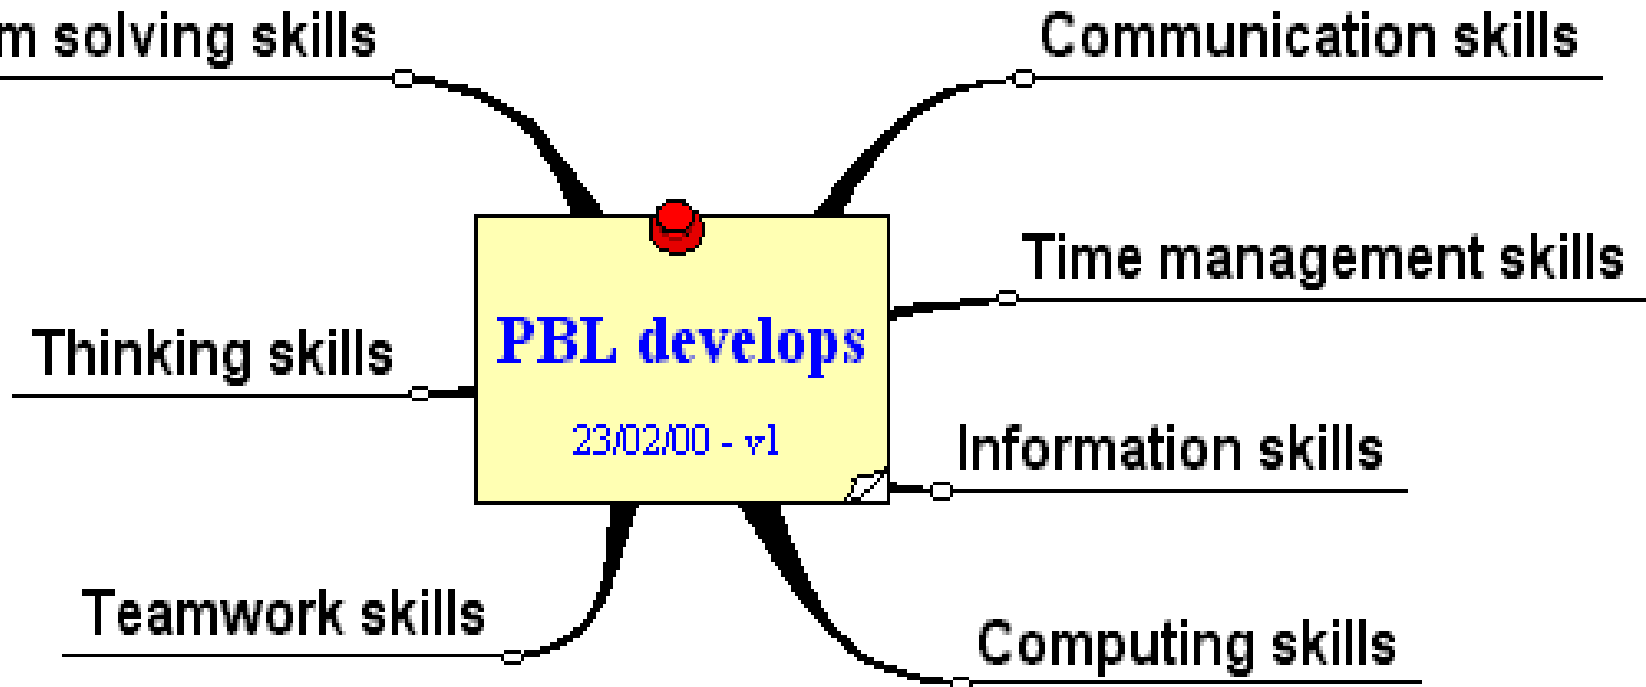 m solving skills
Communication skills
Time management skills
Thinking skills
PBL develops
23/02/00 - v1
Information skills
Teamwork skills
Computing skills